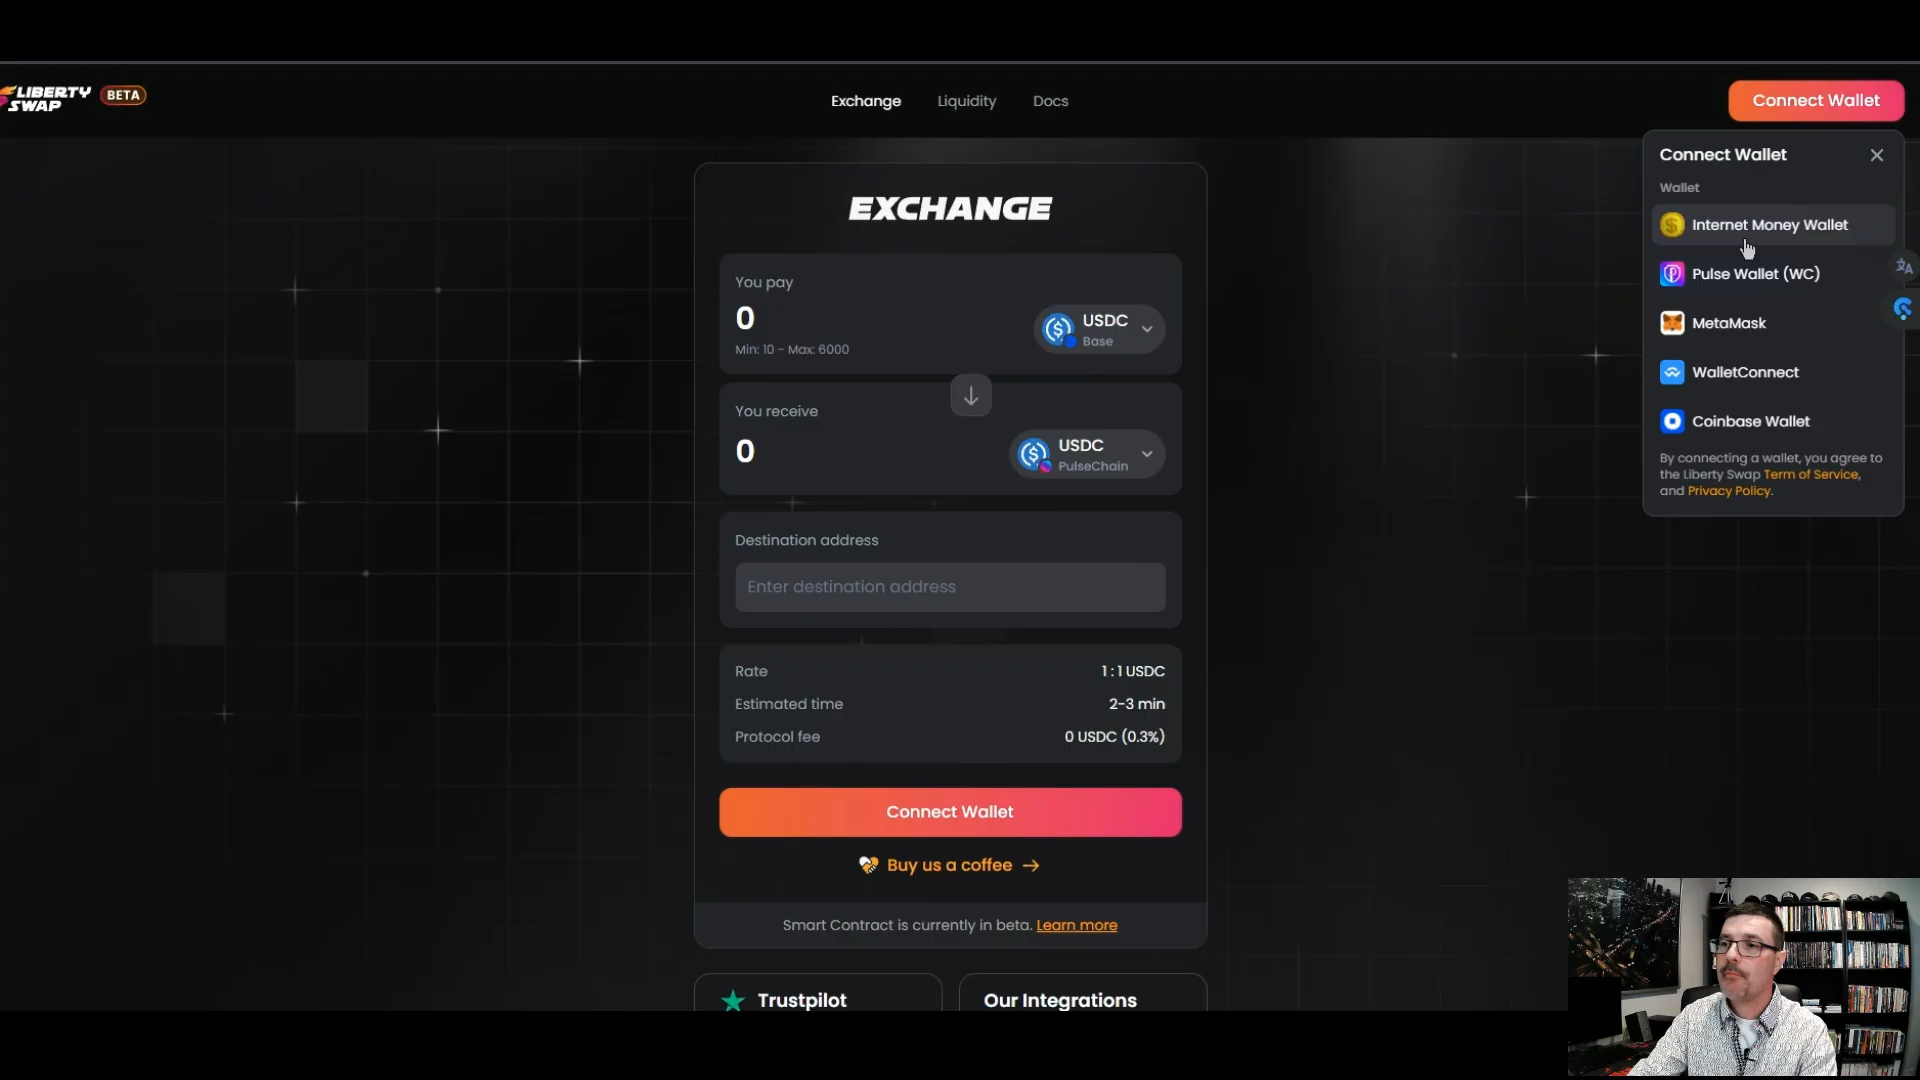 LIBERTY
SWAP
BETA
Exchange
Liquidity
Docs
Connect Wallet
Connect Wallet
Wallet
Internet Money Wallet
Pulse Wallet (WC)
MetaMask
WalletConnect
Coinbase Wallet
By connecting a wallet, you agree to
the Liberty Swap Term of Service,
and Privacy Policy.
EXCHANGE
You pay
0
USDC
Base
Min: 10 - Max: 6000
You receive
0
USDC
PulseChain
Destination address
Enter destination address
Rate 1 : 1 USDC
Estimated time 2-3 min
Protocol fee 0 USDC (0.3%)
Connect Wallet
Buy us a coffee →
Smart Contract is currently in beta. Learn more
Trustpilot
Our Integrations